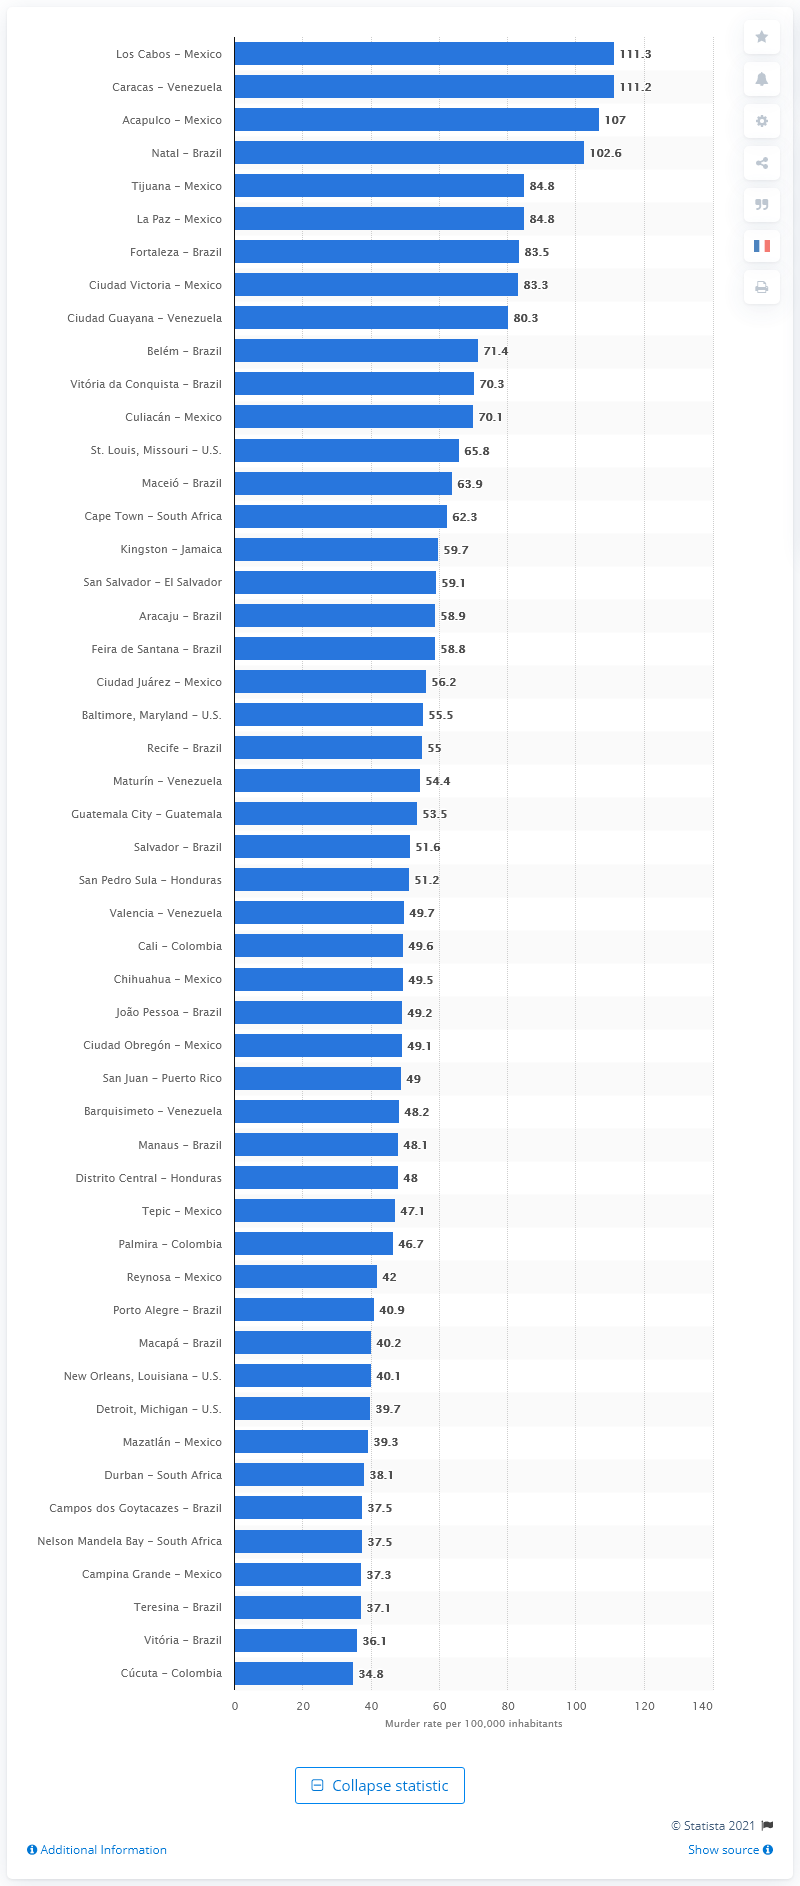 Los Cabos – Mexico 111.3
Caracas – Venezuela 111.2
Acapulco – Mexico 107
Natal – Brazil 102.6
Tijuana – Mexico 84.8
La Paz – Mexico 84.8
Fortaleza – Brazil 83.5
Ciudad Victoria – Mexico 83.3
Ciudad Guayana – Venezuela 80.3
Belém – Brazil 71.4
Vitória da Conquista – Brazil 70.3
Culiacán – Mexico 70.1
St. Louis, Missouri – U.S. 65.8
Maceió – Brazil 63.9
Cape Town – South Africa 62.3
Kingston – Jamaica 59.7
San Salvador – El Salvador 59.1
Aracaju – Brazil 58.9
Feira de Santana – Brazil 58.8
Ciudad Juárez – Mexico 56.2
Baltimore, Maryland – U.S. 55.5
Recife – Brazil 55
Maturín – Venezuela 54.4
Guatemala City – Guatemala 53.5
Salvador – Brazil 51.6
San Pedro Sula – Honduras 51.2
Valencia – Venezuela 49.7
Cali – Colombia 49.6
Chihuahua – Mexico 49.5
João Pessoa – Brazil 49.2
Ciudad Obregón – Mexico 49.1
San Juan – Puerto Rico 49
Barquisimeto – Venezuela 48.2
Manaus – Brazil 48.1
Distrito Central – Honduras 48
Tepic – Mexico 47.1
Palmira – Colombia 46.7
Reynosa – Mexico 42
Porto Alegre – Brazil 40.9
Macapá – Brazil 40.2
New Orleans, Louisiana – U.S. 40.1
Detroit, Michigan – U.S. 39.7
Mazatlán – Mexico 39.3
Durban – South Africa 38.1
Campos dos Goytacazes – Brazil 37.5
Nelson Mandela Bay – South Africa 37.5
Campina Grande – Mexico 37.3
Teresina – Brazil 37.1
Vitória – Brazil 36.1
Cúcuta – Colombia 34.8
0 20 40 60 80 100 120 140
Murder rate per 100,000 inhabitants
Collapse statistic
© Statista 2021
Additional Information
Show source